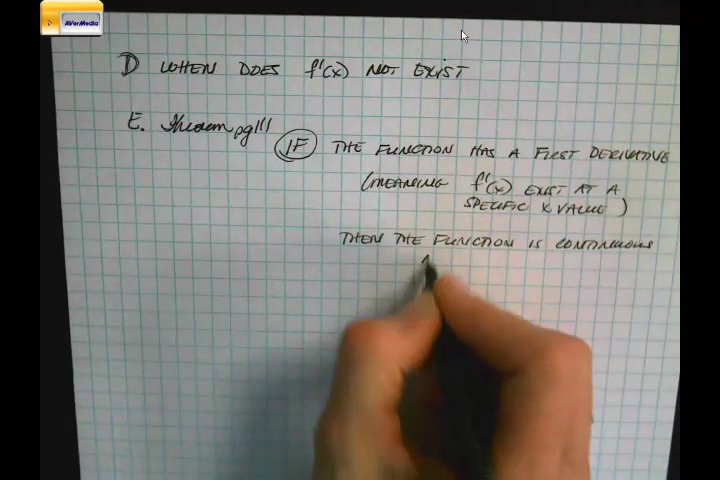 AVerMedia
D WHEN DOES f'(x) NOT EXIST
E. Theorem pg 111
IF THE FUNCTION HAS A FIRST DERIVATIVE
(MEANING f'(x) EXIST AT A
SPECIFIC X VALUE)
THEN THE FUNCTION IS CONTINUOUS
A